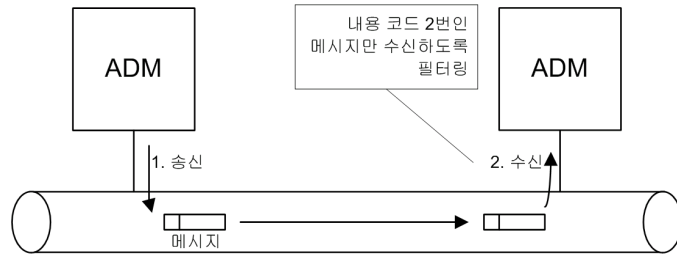 ADM
내용 코드 2번인
메시지만 수신하도록
필터링
ADM
1. 송신
2. 수신
메시지